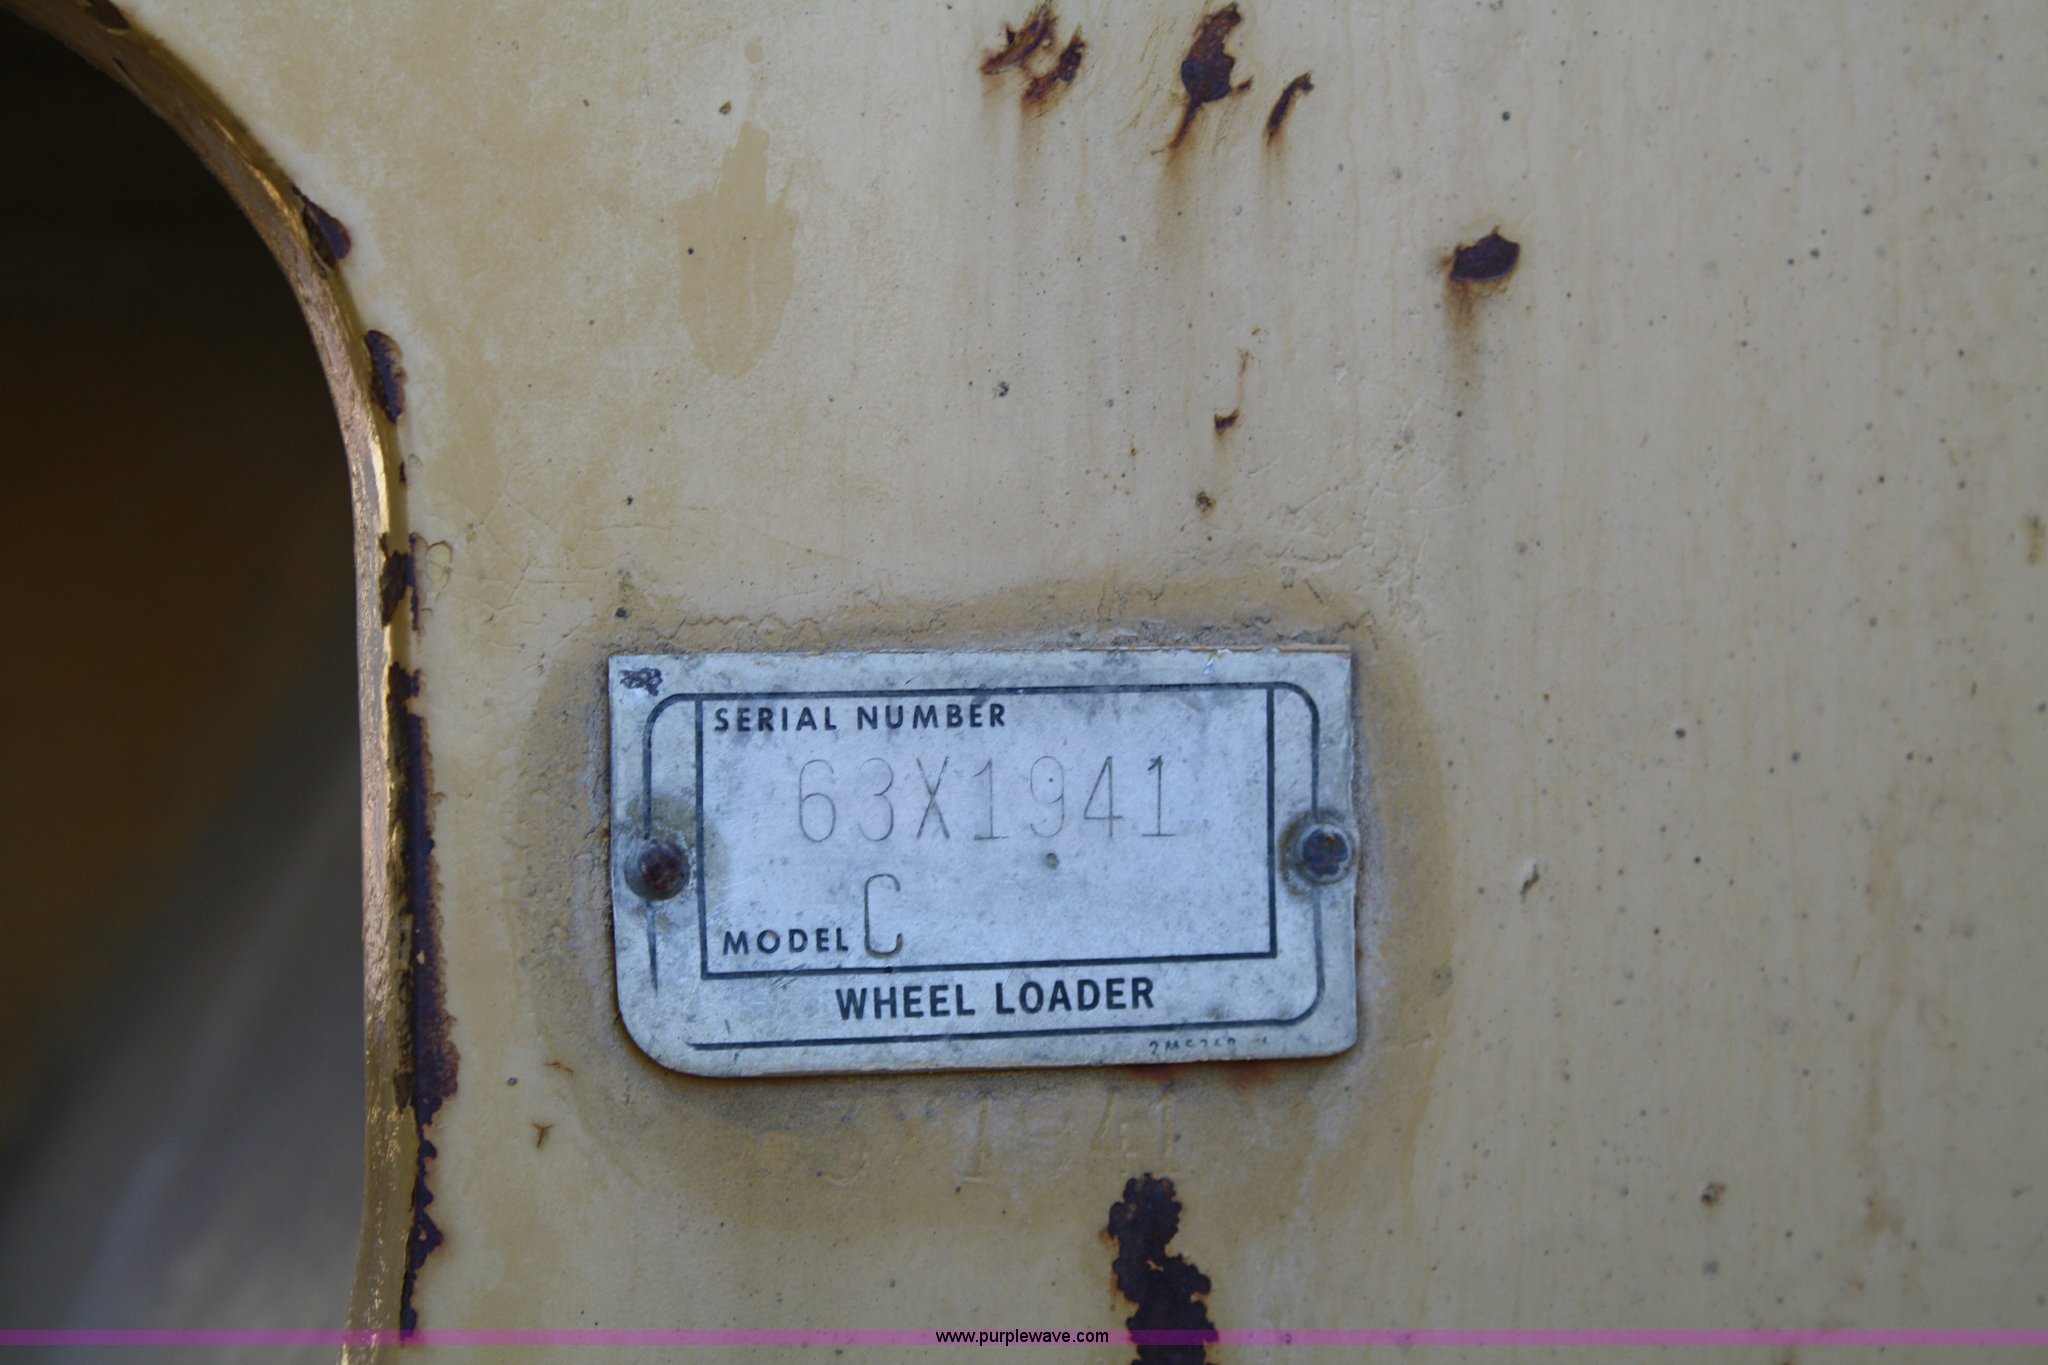 SERIAL NUMBER
63X1941
MODEL C
WHEEL LOADER
www.purplewave.com